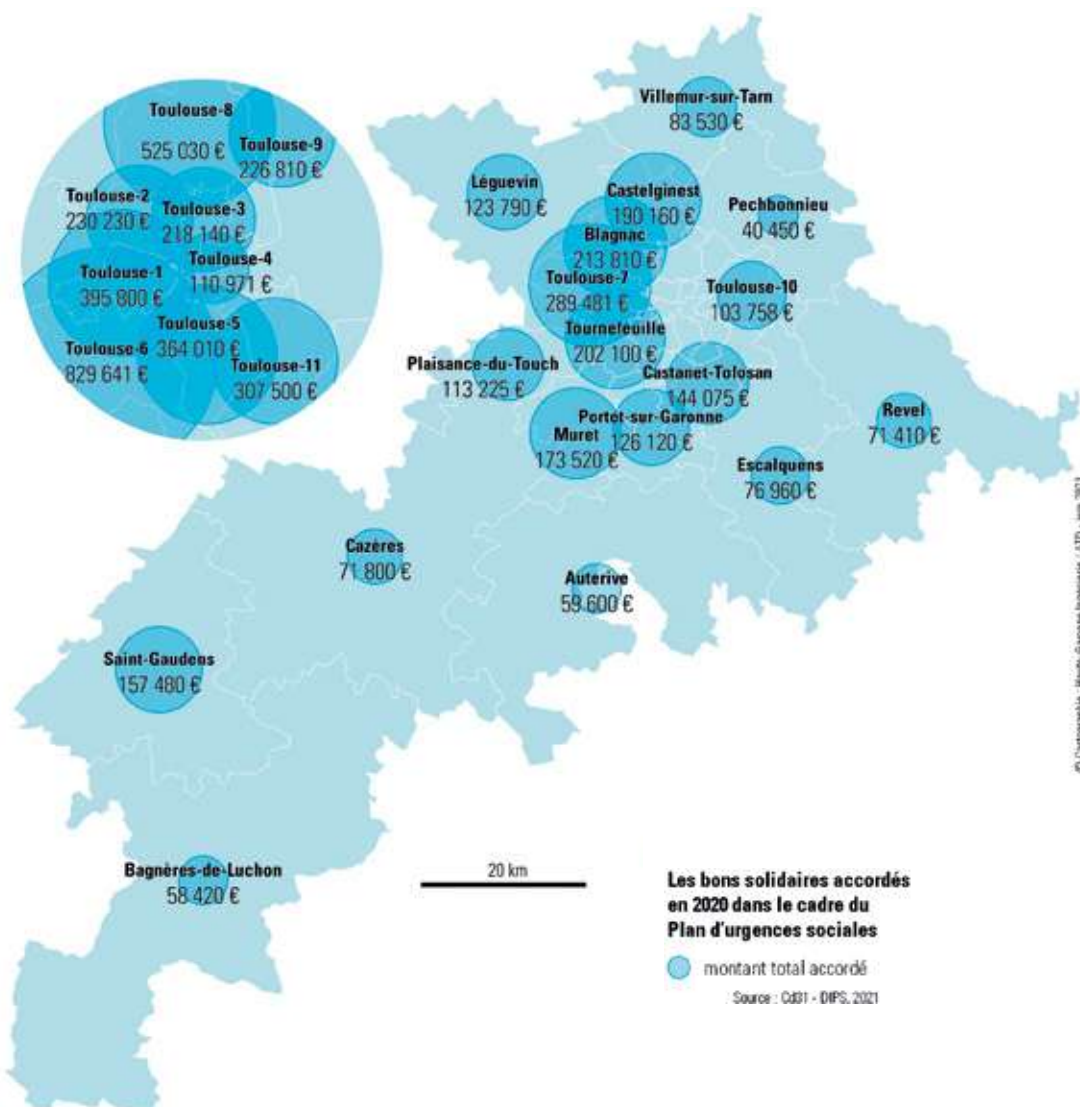 Toulouse-8
525 030 €
Toulouse-9
226 810 €
Toulouse-2
230 230 €
Toulouse-3
218 140 €
Toulouse-4
110 971 €
Toulouse-1
395 800 €
Toulouse-5
364 010 €
Toulouse-6
829 641 €
Toulouse-11
307 500 €
Villemur-sur-Tarn
83 530 €
Léguevin
123 790 €
Castelginest
190 160 €
Pechbonnieu
40 450 €
Blagnac
213 810 €
Toulouse-7
289 481 €
Toulouse-10
103 758 €
Tournefeuille
202 100 €
Plaisance-du-Touch
113 225 €
Castanet-Tolosan
144 075 €
Portet-sur-Garonne
126 120 €
Muret
173 520 €
Revel
71 410 €
Escalquens
76 960 €
Cazères
71 800 €
Auterive
59 600 €
Saint-Gaudens
157 480 €
Bagnères-de-Luchon
58 420 €
20 km
Les bons solidaires accordés
en 2020 dans le cadre du
Plan d'urgences sociales
montant total accordé
Source : Cd31 - DIPS, 2021
Cartographie : Haute-Garonne Ingénierie / ATD - 2021